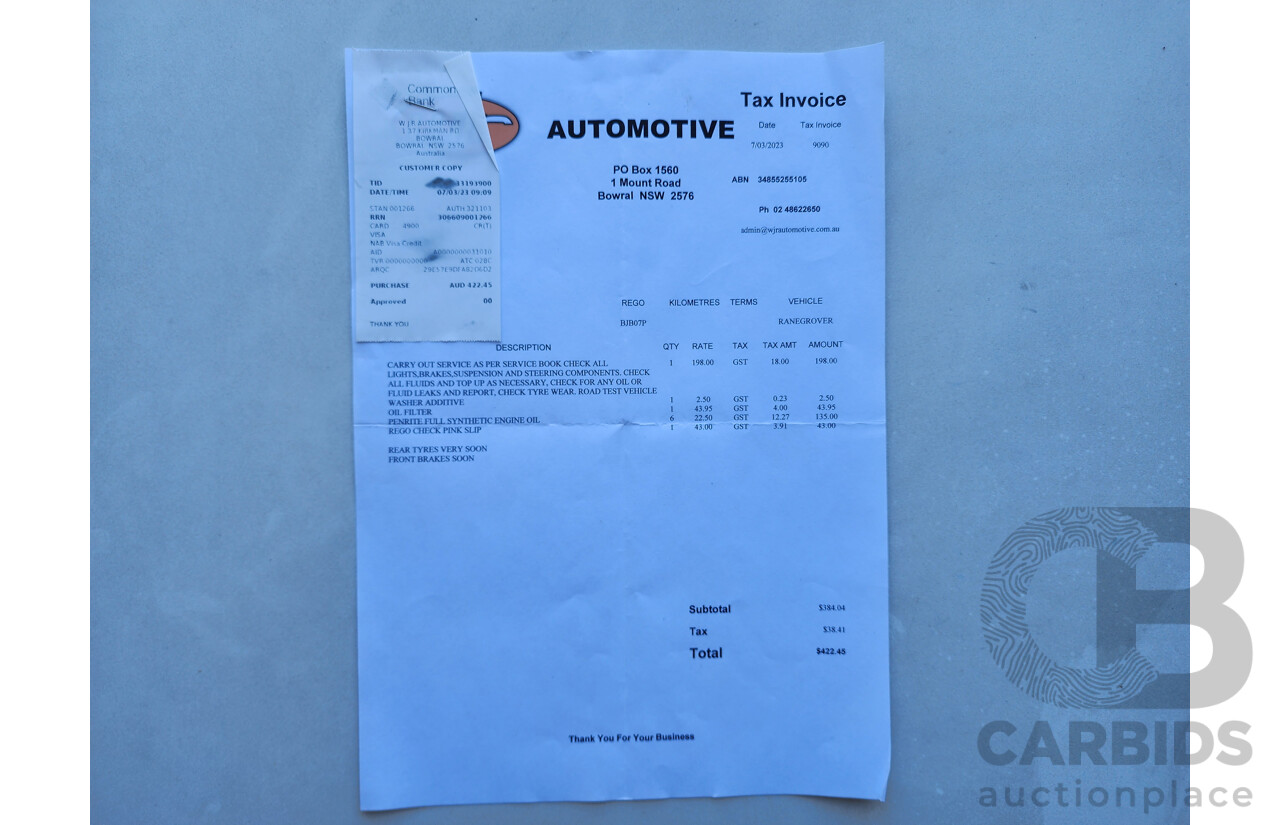 Common
Bank
W J R AUTOMOTIVE
BOWRAL
BOWRAL NSW 2576
Australia
CUSTOMER COPY
TID 31193900
DATE/TIME 07/03/23 09:09
STAN 001266 AUTH 321103
RRN 306609001266
CARD 4900 CR(T)
VISA
NAB Visa Credit
AID A0000000031010
TVR 0000000000 ATC 02BC
ARQC
PURCHASE AUD 422.45
Approved 00
THANK YOU
AUTOMOTIVE
PO Box 1560
1 Mount Road
Bowral NSW 2576
Tax Invoice
Date Tax Invoice
7/03/2023 9090
ABN 34855255105
Ph 02 48622650
admin@wjrautomotive.com.au
REGO KILOMETRES TERMS VEHICLE
BJB07P RANEGROVER
DESCRIPTION QTY RATE TAX TAX AMT AMOUNT
CARRY OUT SERVICE AS PER SERVICE BOOK CHECK ALL 1 198.00 GST 18.00 198.00
LIGHTS,BRAKES,SUSPENSION AND STEERING COMPONENTS. CHECK
ALL FLUIDS AND TOP UP AS NECESSARY, CHECK FOR ANY OIL OR
FLUID LEAKS AND REPORT, CHECK TYRE WEAR. ROAD TEST VEHICLE
WASHER ADDITIVE 1 2.50 GST 0.23 2.50
OIL FILTER 1 43.95 GST 4.00 43.95
PENRITE FULL SYNTHETIC ENGINE OIL 6 22.50 GST 12.27 135.00
REGO CHECK PINK SLIP 1 43.00 GST 3.91 43.00
REAR TYRES VERY SOON
FRONT BRAKES SOON
Subtotal $384.04
Tax $38.41
Total $422.45
Thank You For Your Business
CB
CARBIDS
auctionplace